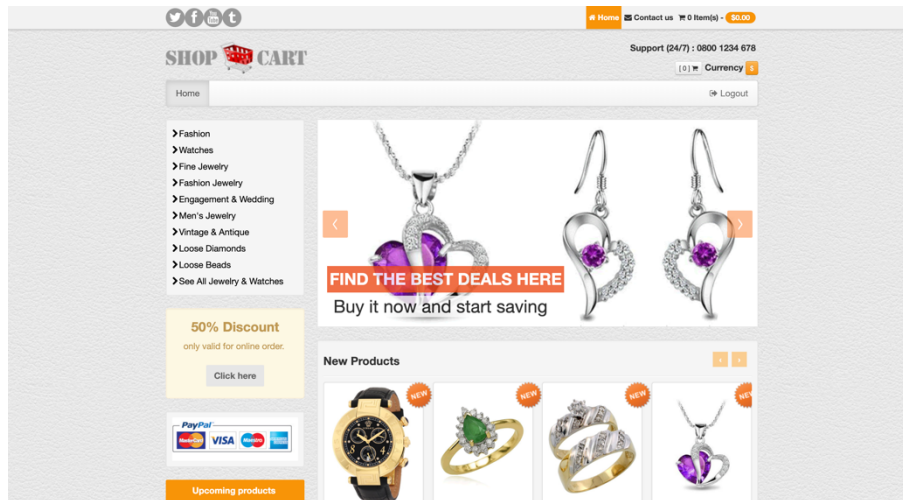 Home Contact us 0 Item(s) - $0.00
SHOP CART
Support (24/7) : 0800 1234 678
[ 0 ] Currency $
Home
Logout
Fashion
Watches
Fine Jewelry
Fashion Jewelry
Engagement & Wedding
Men's Jewelry
Vintage & Antique
Loose Diamonds
Loose Beads
See All Jewelry & Watches
FIND THE BEST DEALS HERE
Buy it now and start saving
50% Discount
only valid for online order.
Click here
PayPal
MasterCard VISA Maestro
Upcoming products
New Products
NEW
NEW
NEW